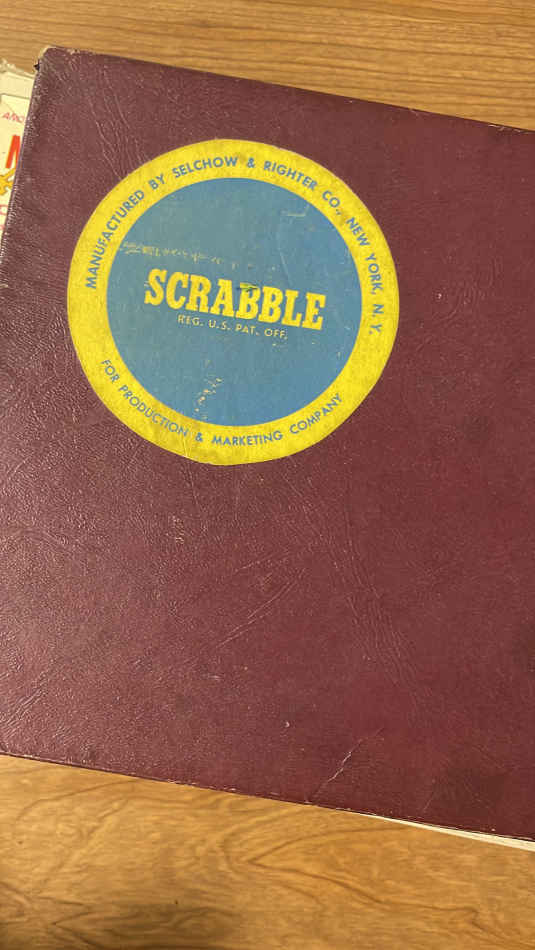 MANUFACTURED BY SELCHOW & RIGHTER CO., NEW YORK, N. Y.
SCRABBLE
REG. U.S. PAT. OFF.
FOR PRODUCTION & MARKETING COMPANY